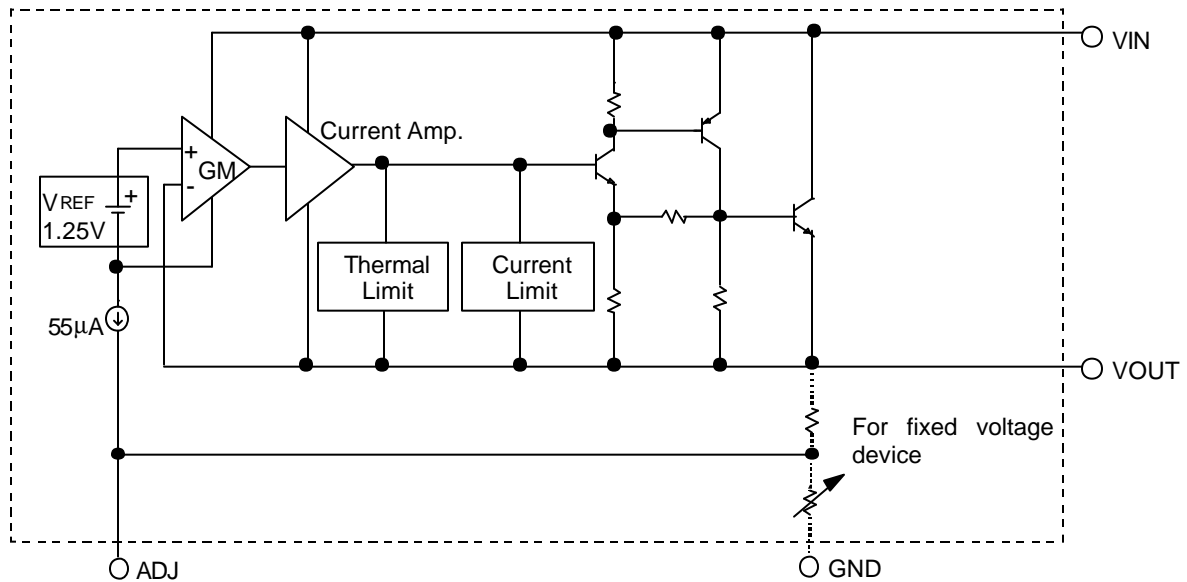 VIN
Current Amp.
+
GM
-
VREF
+
1.25V
Thermal
Limit
Current
Limit
55μA
VOUT
For fixed voltage
device
ADJ
GND